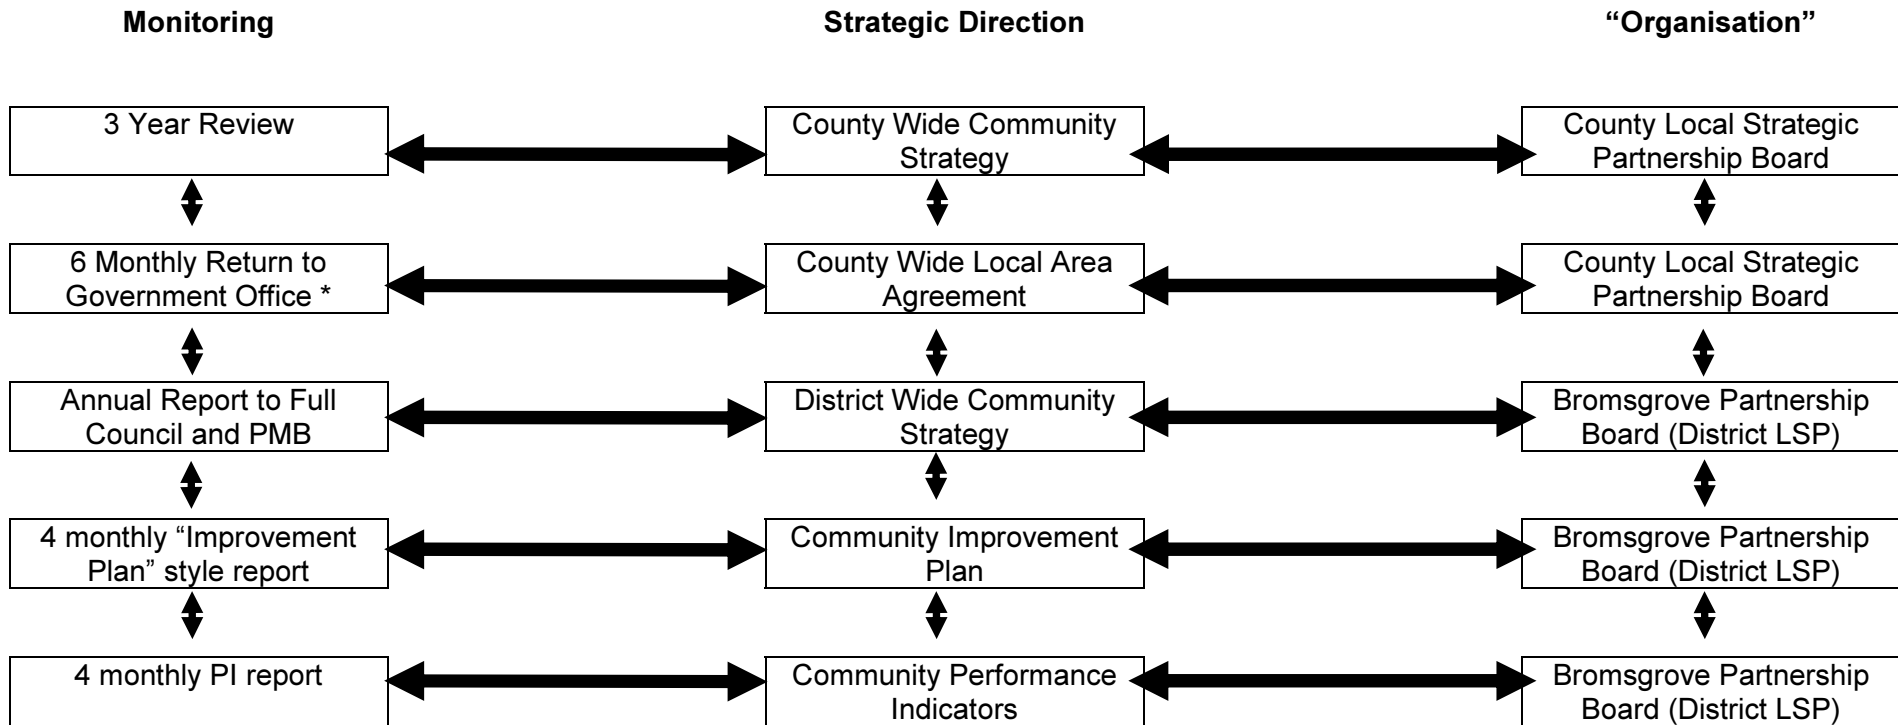 Monitoring
Strategic Direction
“Organisation”
3 Year Review
County Wide Community
Strategy
County Local Strategic
Partnership Board
6 Monthly Return to
Government Office *
County Wide Local Area
Agreement
County Local Strategic
Partnership Board
Annual Report to Full
Council and PMB
District Wide Community
Strategy
Bromsgrove Partnership
Board (District LSP)
4 monthly “Improvement
Plan” style report
Community Improvement
Plan
Bromsgrove Partnership
Board (District LSP)
4 monthly PI report
Community Performance
Indicators
Bromsgrove Partnership
Board (District LSP)